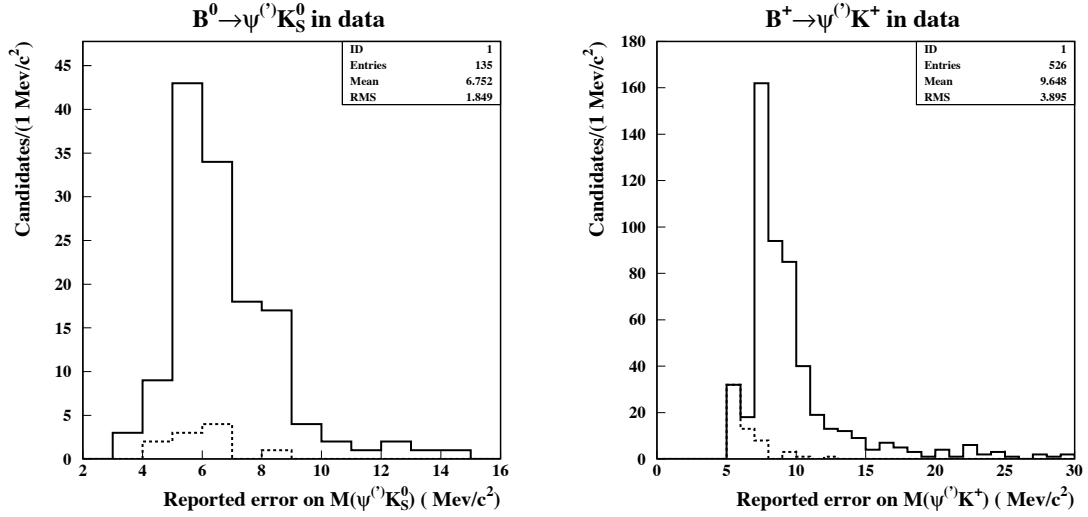 B⁰→ψ⁽'⁾K⁰_S in data
ID 1
Entries 135
Mean 6.752
RMS 1.849
Candidates/(1 Mev/c²)
45
40
35
30
25
20
15
10
5
0
2 4 6 8 10 12 14 16
Reported error on M(ψ⁽'⁾K⁰_S) ( Mev/c²)
B⁺→ψ⁽'⁾K⁺ in data
ID 1
Entries 526
Mean 9.648
RMS 3.895
Candidates/(1 Mev/c²)
180
160
140
120
100
80
60
40
20
0
0 5 10 15 20 25 30
Reported error on M(ψ⁽'⁾K⁺) ( Mev/c²)